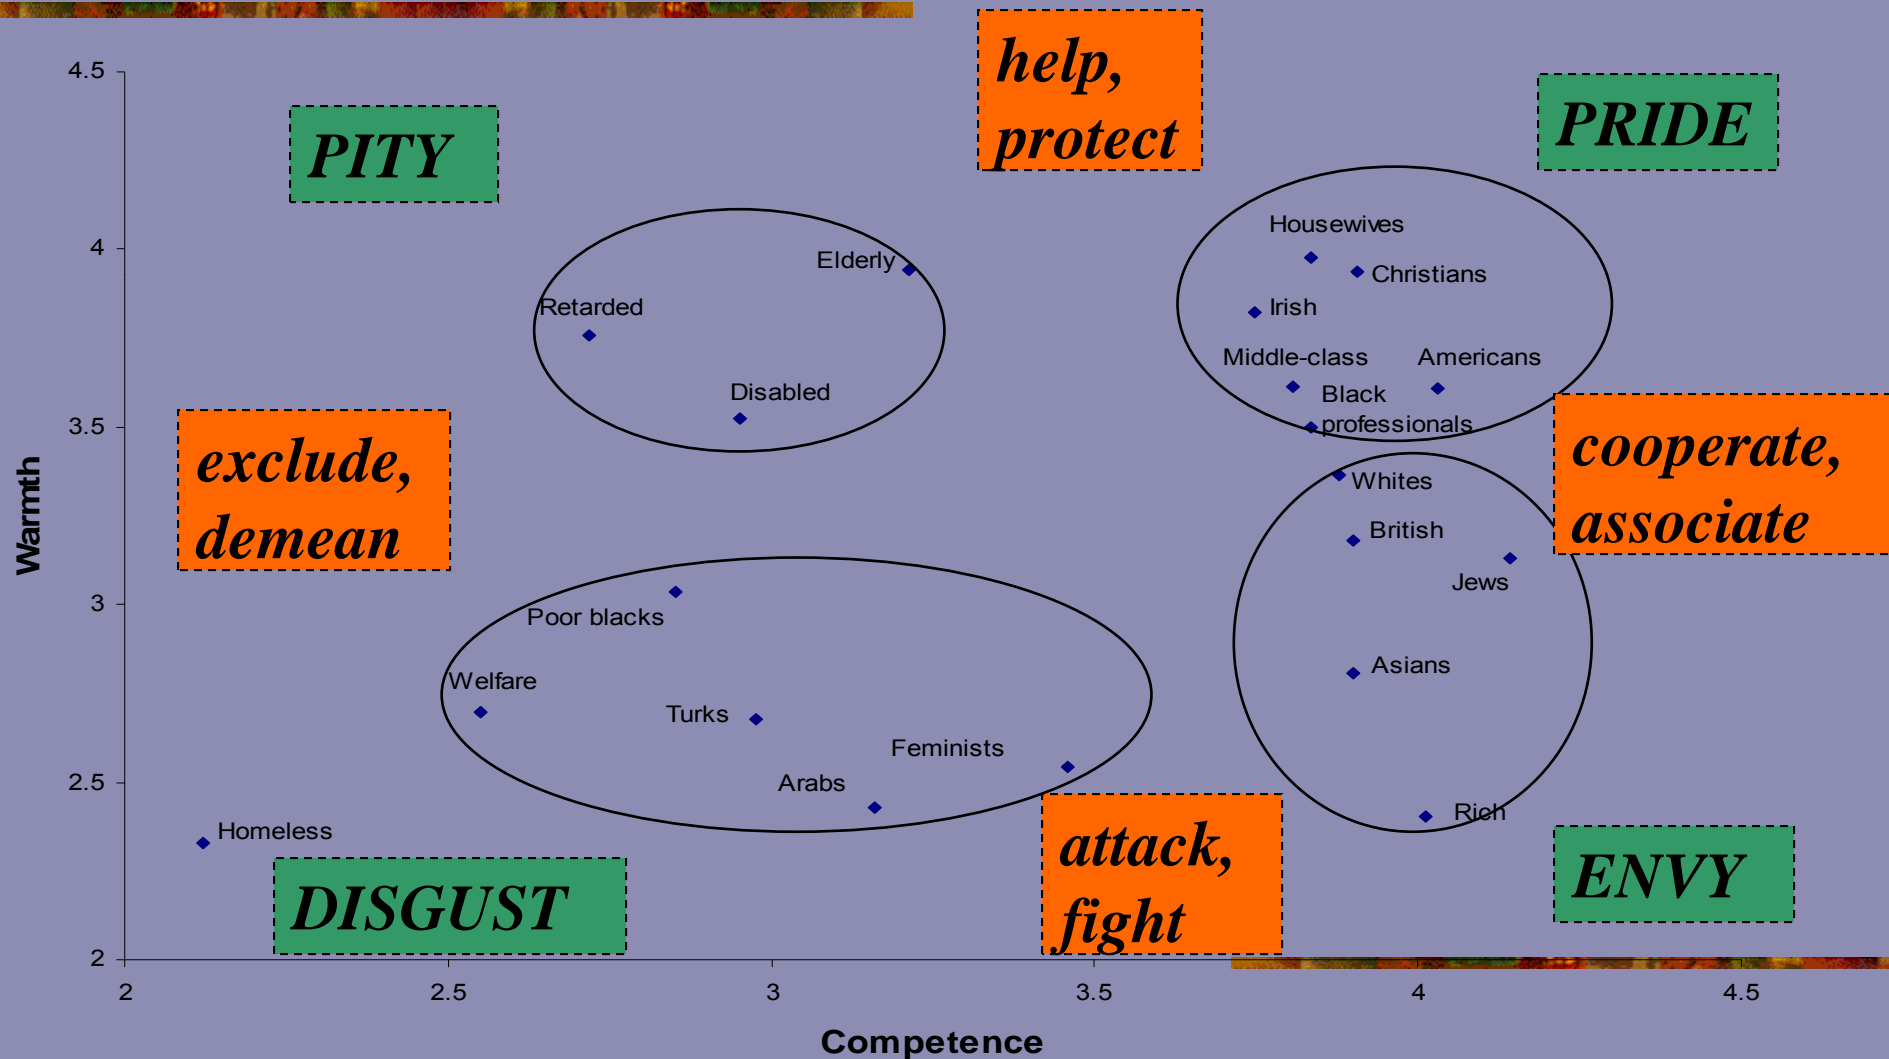 help,
protect
4.5
PITY
PRIDE
Housewives
4
Elderly
Christians
Retarded
Irish
Middle-class
Americans
Disabled
Black
professionals
3.5
exclude,
demean
cooperate,
associate
Whites
British
Jews
Warmth
3
Poor blacks
Asians
Welfare
Turks
Feminists
2.5
Arabs
Rich
Homeless
attack,
fight
DISGUST
ENVY
2
2
2.5
3
3.5
4
4.5
Competence